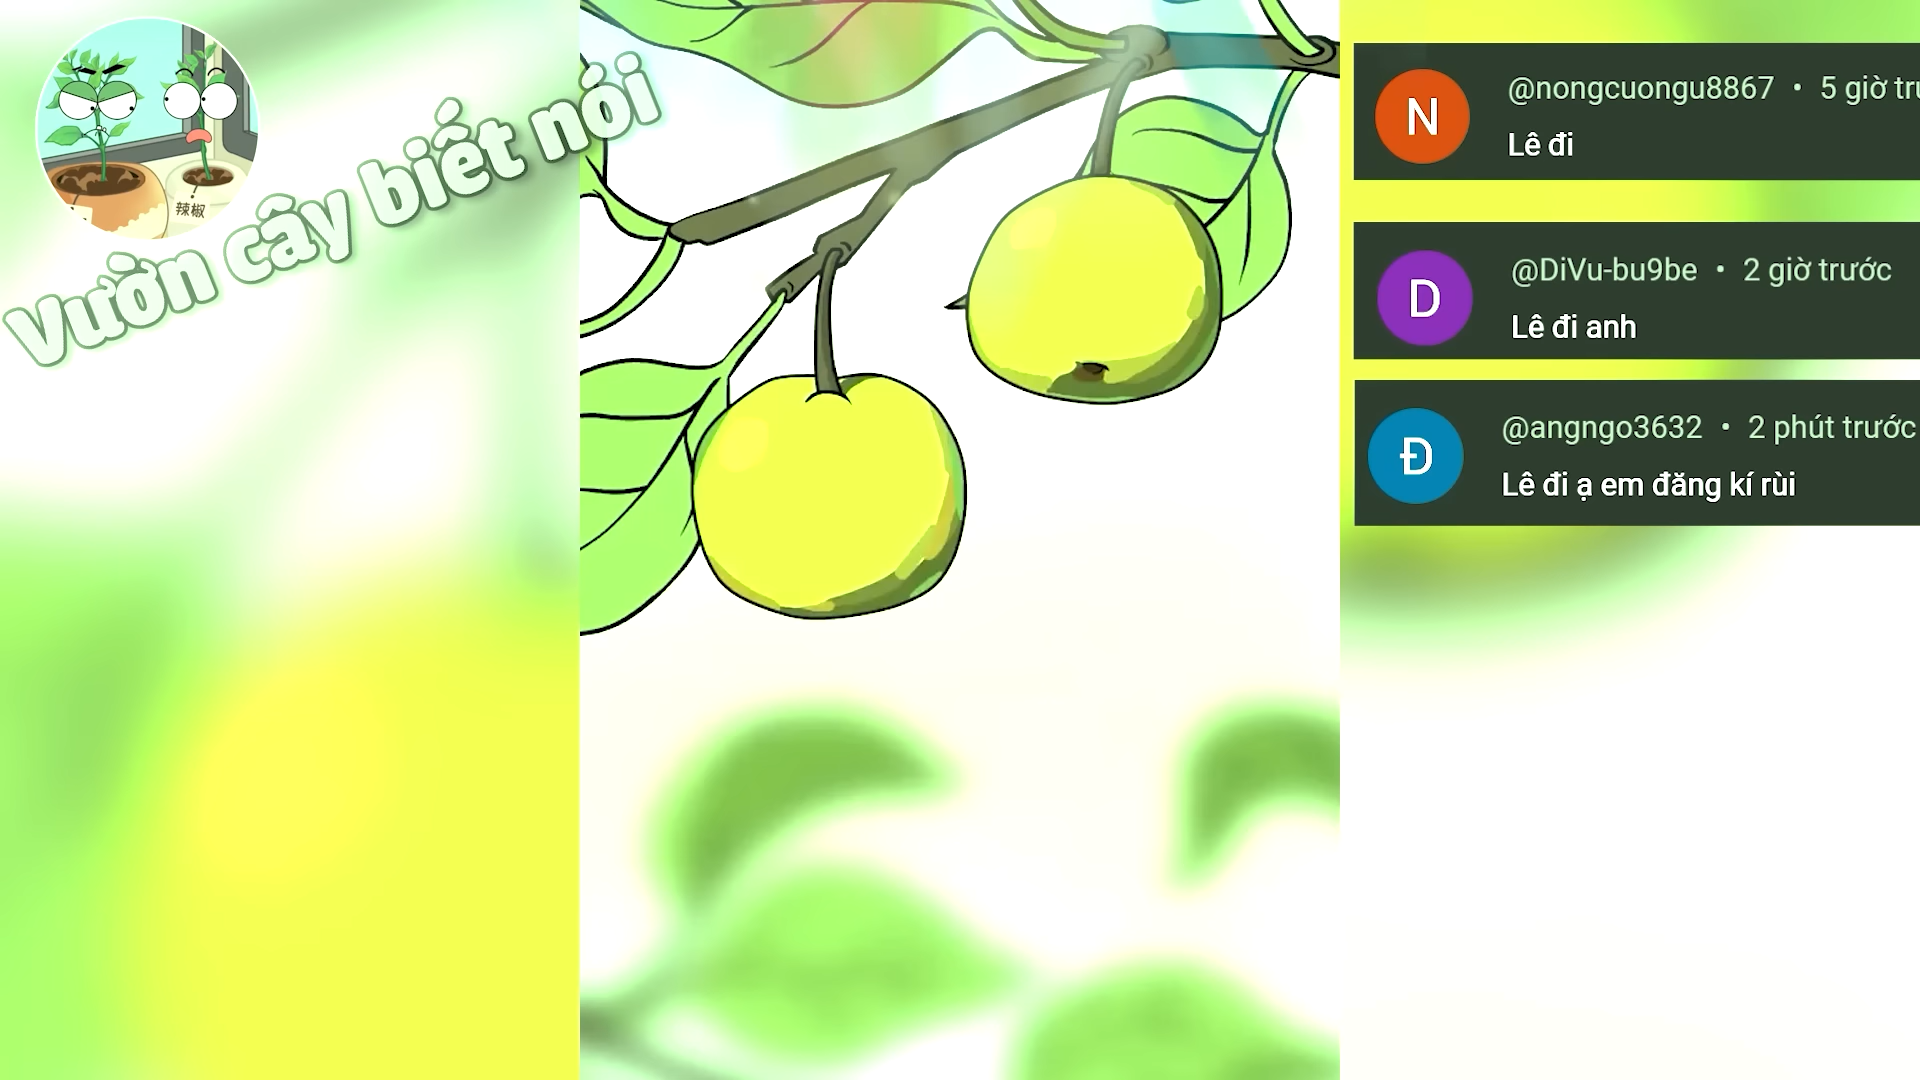 辣椒
Vườn cây biết nói
N
@nongcuongu8867 • 5 giờ trư
Lê đi
D
@DiVu-bu9be • 2 giờ trước
Lê đi anh
Đ
@angngo3632 • 2 phút trước
Lê đi ạ em đăng kí rùi